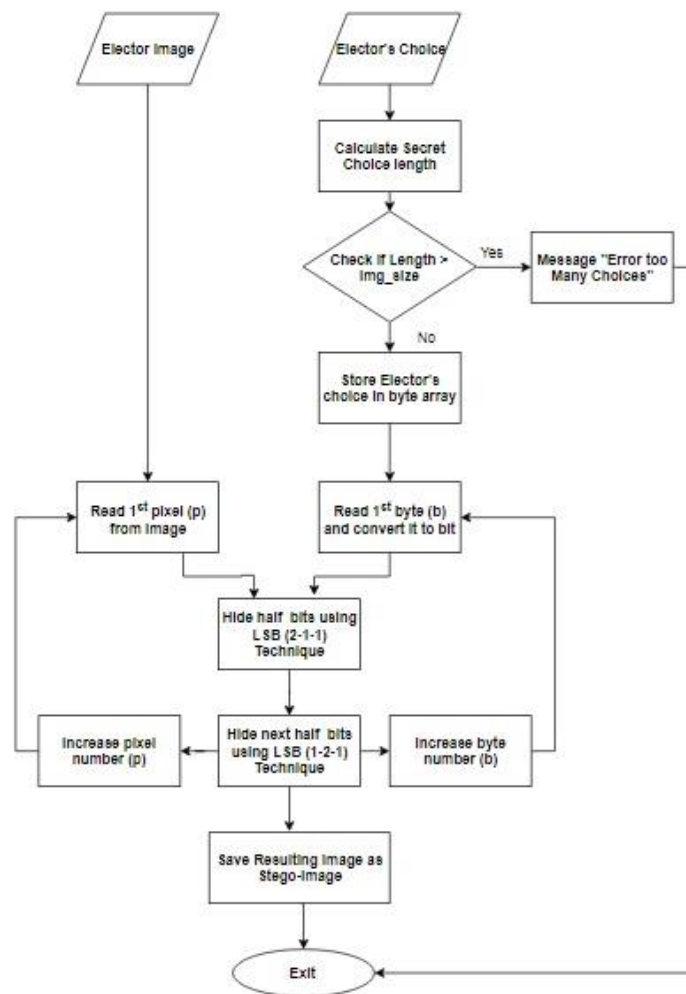 Elector Image
Elector's Choice
Calculate Secret
Choice length
Check if Length >
img_size
Yes
Message "Error too
Many Choices"
No
Store Elector's
choice in byte array
Read 1st pixel (p)
from image
Read 1st byte (b)
and convert it to bit
Hide half bits using
LSB (2-1-1)
Technique
Increase pixel
number (p)
Hide next half bits
using LSB (1-2-1)
Technique
Increase byte
number (b)
Save Resulting Image as
Stego-Image
Exit